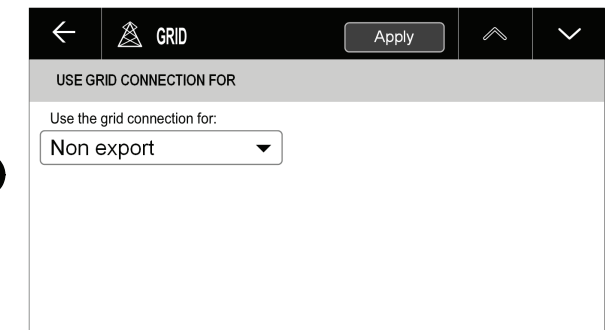 GRID
Apply
USE GRID CONNECTION FOR
Use the grid connection for:
Non export